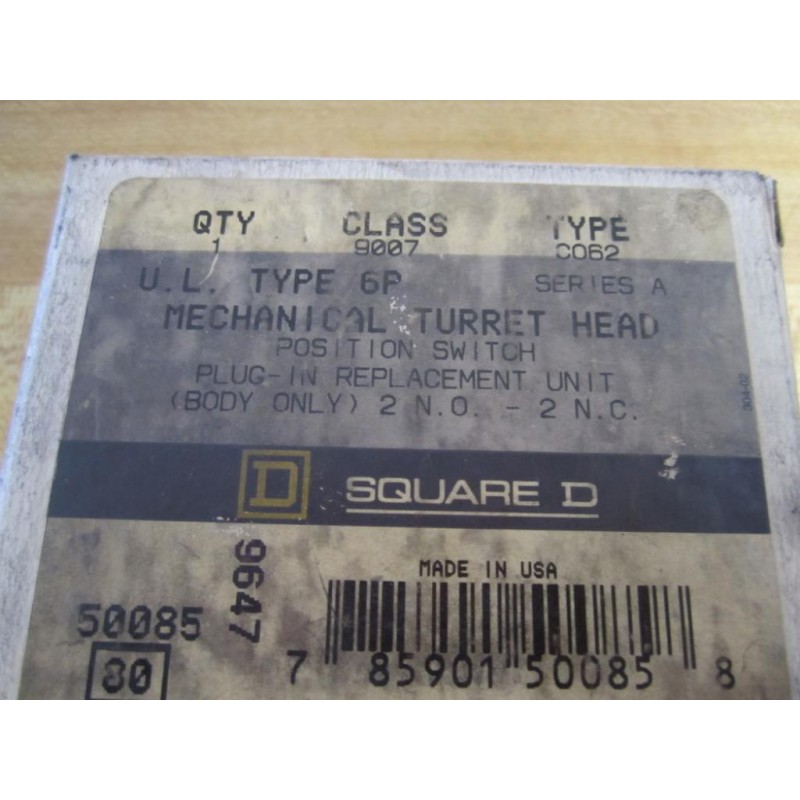 QTY CLASS TYPE
1 9007 CO62
U.L. TYPE 6P SERIES A
MECHANICAL TURRET HEAD
POSITION SWITCH
PLUG-IN REPLACEMENT UNIT
(BODY ONLY) 2 N.O. - 2 N.C.
D SQUARE D
MADE IN USA
9647
50085
80
7 85901 50085 8